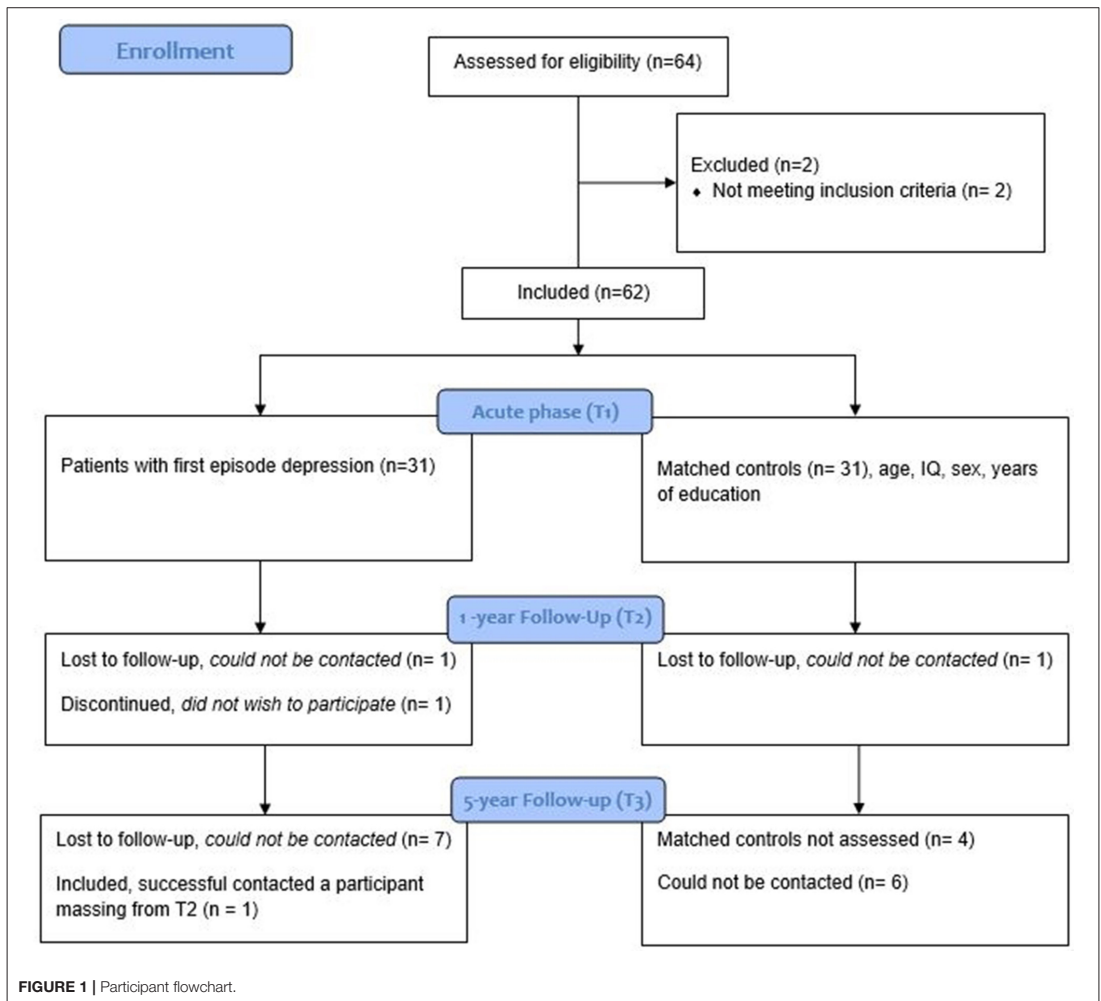 Enrollment
Assessed for eligibility (n=64)
Excluded (n=2)
♦ Not meeting inclusion criteria (n= 2)
Included (n=62)
Acute phase (T1)
Patients with first episode depression (n=31)
Matched controls (n= 31), age, IQ, sex, years
of education
1 -year Follow-Up (T2)
Lost to follow-up, could not be contacted (n= 1)
Discontinued, did not wish to participate (n= 1)
Lost to follow-up, could not be contacted (n= 1)
5-year Follow-up (T3)
Lost to follow-up, could not be contacted (n= 7)
Included, successful contacted a participant
massing from T2 (n = 1)
Matched controls not assessed (n= 4)
Could not be contacted (n= 6)
FIGURE 1 | Participant flowchart.